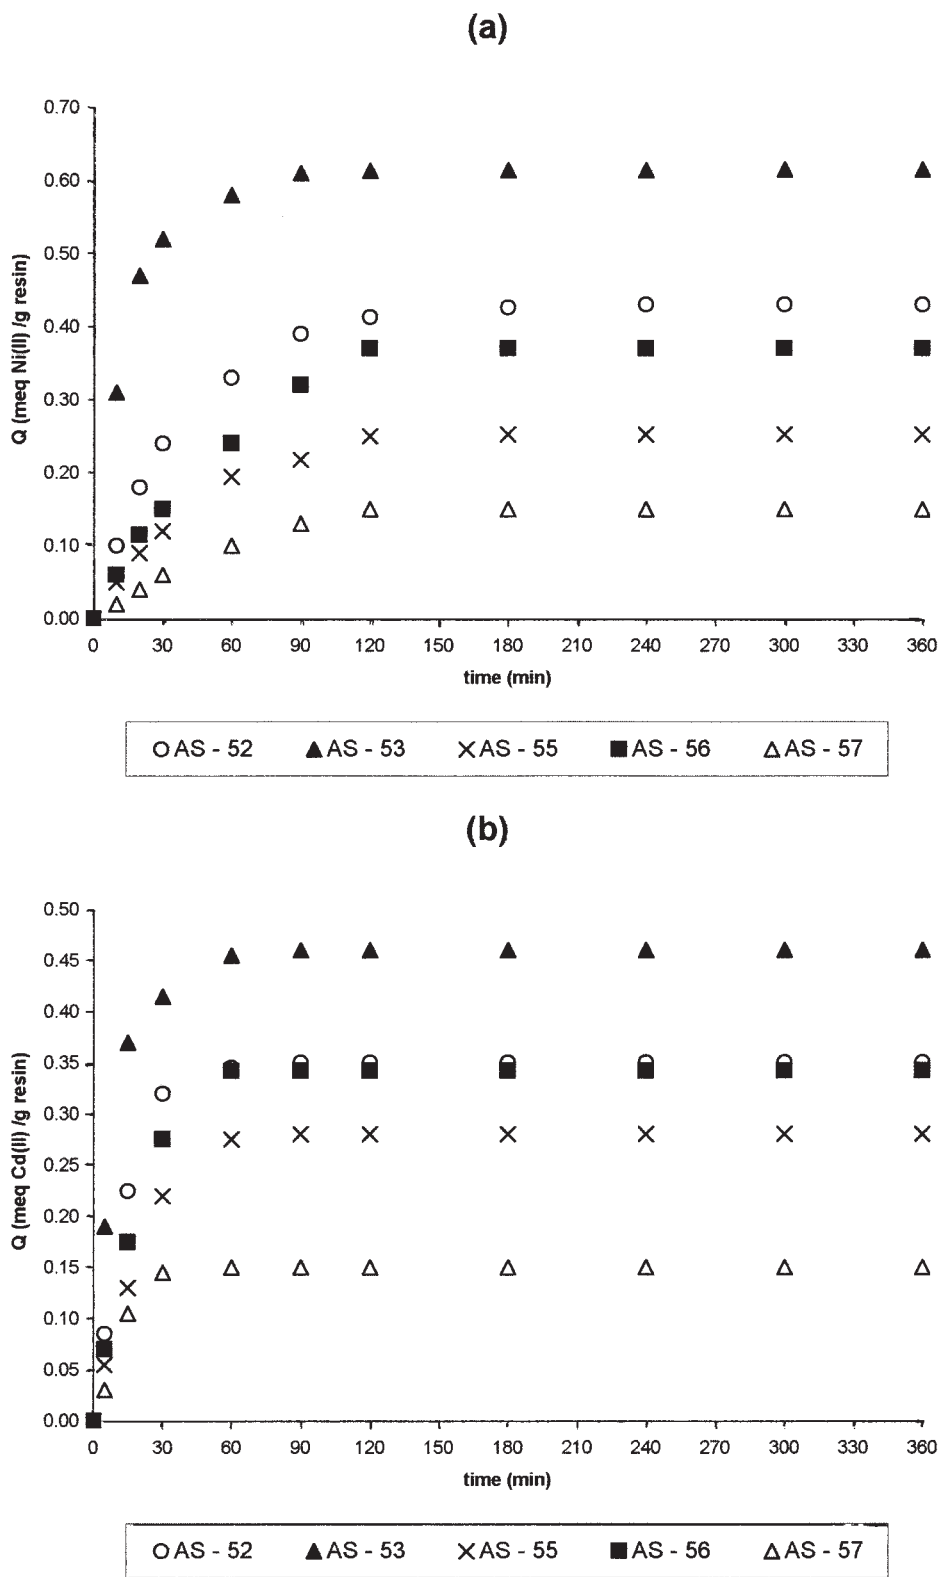 (a)
Q (meq Ni(II) /g resin)
0.70
0.60
0.50
0.40
0.30
0.20
0.10
0.00
0 30 60 90 120 150 180 210 240 270 300 330 360
time (min)
AS - 52 AS - 53 AS - 55 AS - 56 AS - 57
(b)
Q (meq Cd(II) /g resin)
0.50
0.45
0.40
0.35
0.30
0.25
0.20
0.15
0.10
0.05
0.00
0 30 60 90 120 150 180 210 240 270 300 330 360
time (min)
AS - 52 AS - 53 AS - 55 AS - 56 AS - 57